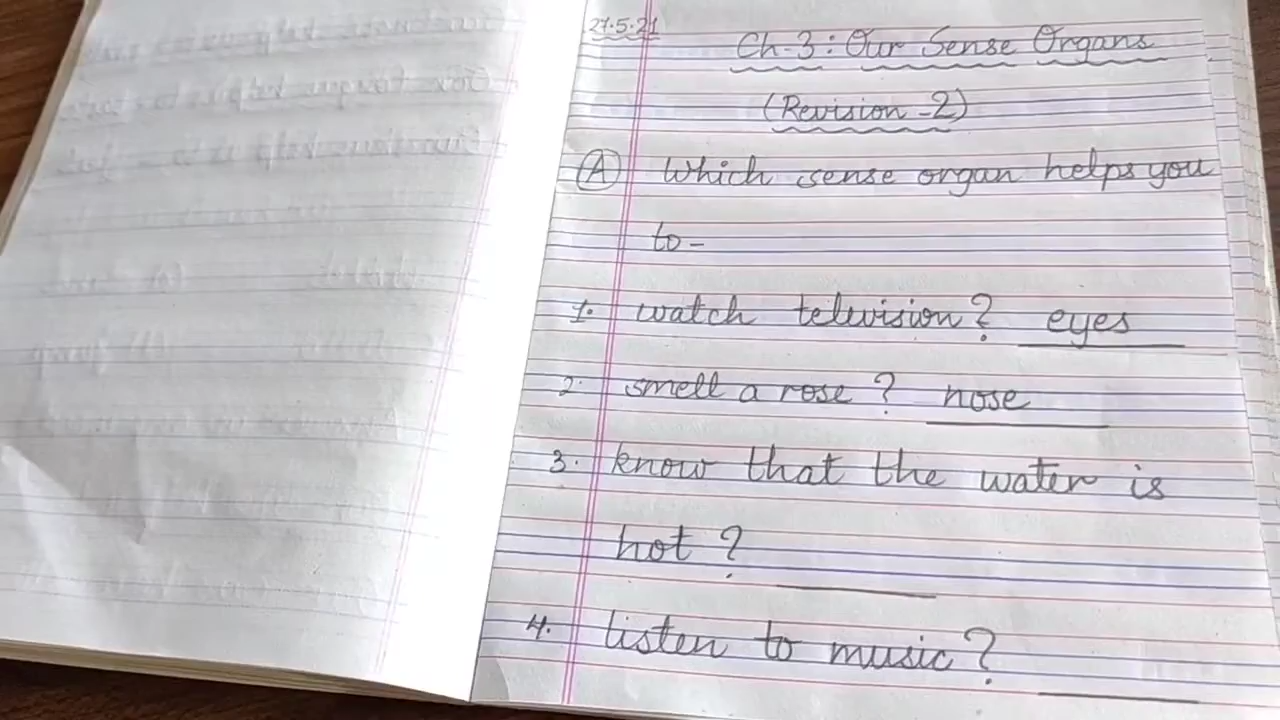 27.5.21
Ch-3: Our Sense Organs
(Revision-2)
(A) Which sense organ helps you
to-
1. watch television? eyes
2. smell a rose? nose
3. know that the water is
hot?
4. listen to music?